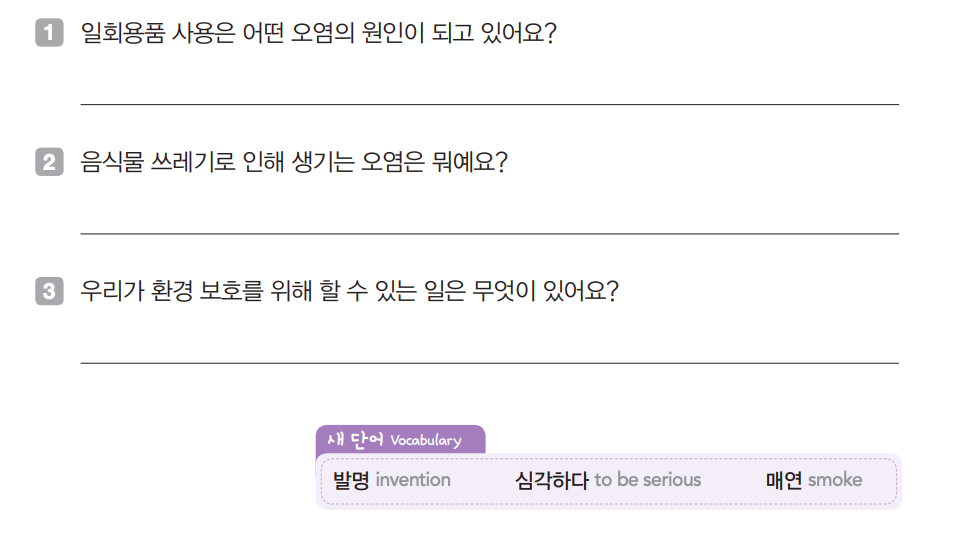 1 일회용품 사용은 어떤 오염의 원인이 되고 있어요?
2 음식물 쓰레기로 인해 생기는 오염은 뭐예요?
3 우리가 환경 보호를 위해 할 수 있는 일은 무엇이 있어요?
새 단어 Vocabulary
발명 invention 심각하다 to be serious 매연 smoke